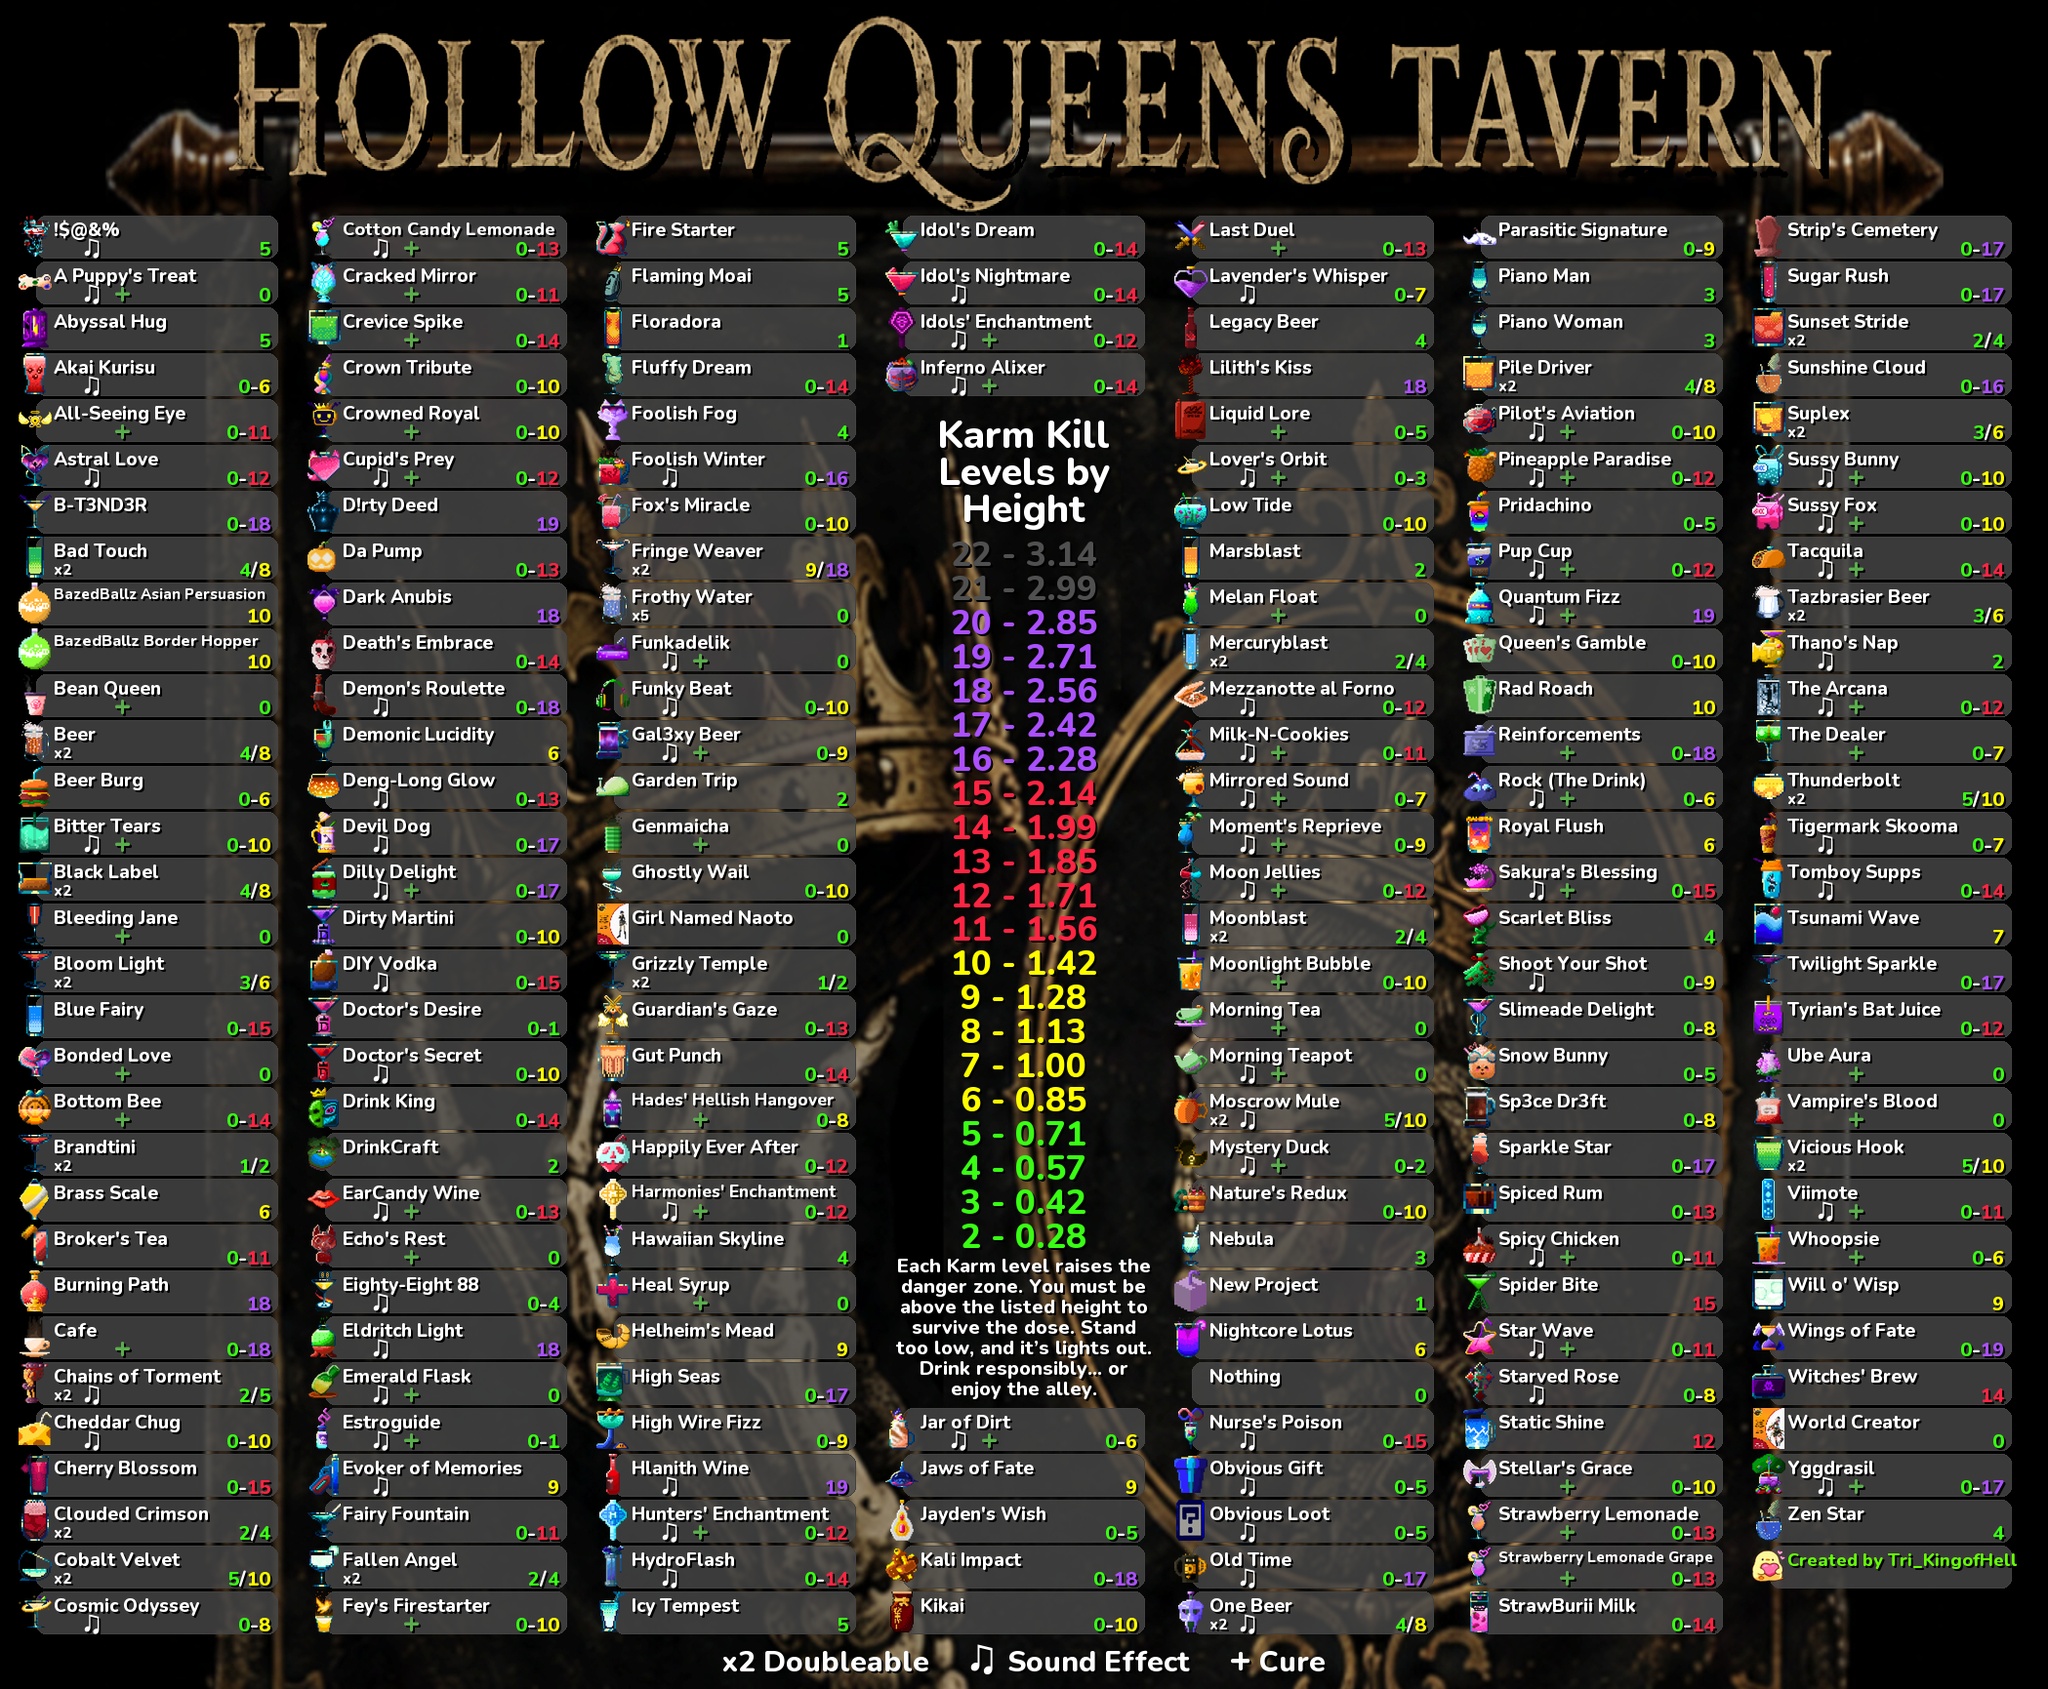 HOLLOW QUEENS TAVERN
!$@&%
♫ 5
A Puppy's Treat
♫ + 0
Abyssal Hug
5
Akai Kurisu
♫ 0-6
All-Seeing Eye
+ 0-11
Astral Love
♫ 0-12
B-T3ND3R
0-18
Bad Touch
x2 4/8
BazedBallz Asian Persuasion
10
BazedBallz Border Hopper
10
Bean Queen
+ 0
Beer
x2 4/8
Beer Burg
0-6
Bitter Tears
♫ + 0-10
Black Label
x2 4/8
Bleeding Jane
+ 0
Bloom Light
x2 3/6
Blue Fairy
0-15
Bonded Love
+ 0
Bottom Bee
+ 0-14
Brandtini
x2 1/2
Brass Scale
6
Broker's Tea
0-11
Burning Path
18
Cafe
+ 0-18
Chains of Torment
x2 ♫ 2/5
Cheddar Chug
♫ 0-10
Cherry Blossom
0-15
Clouded Crimson
x2 2/4
Cobalt Velvet
x2 5/10
Cosmic Odyssey
♫ 0-8
Cotton Candy Lemonade
♫ + 0-13
Cracked Mirror
+ 0-11
Crevice Spike
+ 0-14
Crown Tribute
0-10
Crowned Royal
+ 0-10
Cupid's Prey
♫ + 0-12
D!rty Deed
19
Da Pump
0-13
Dark Anubis
18
Death's Embrace
0-14
Demon's Roulette
♫ 0-18
Demonic Lucidity
6
Deng-Long Glow
♫ 0-13
Devil Dog
♫ 0-17
Dilly Delight
♫ + 0-17
Dirty Martini
0-10
DIY Vodka
♫ 0-15
Doctor's Desire
0-1
Doctor's Secret
♫ 0-10
Drink King
0-14
DrinkCraft
2
EarCandy Wine
♫ + 0-13
Echo's Rest
+ 0
Eighty-Eight 88
♫ 0-4
Eldritch Light
♫ 18
Emerald Flask
♫ + 0
Estroguide
♫ + 0-1
Evoker of Memories
♫ 9
Fairy Fountain
0-11
Fallen Angel
x2 2/4
Fey's Firestarter
+ 0-10
Fire Starter
5
Flaming Moai
5
Floradora
1
Fluffy Dream
0-14
Foolish Fog
4
Foolish Winter
♫ 0-16
Fox's Miracle
0-10
Fringe Weaver
x2 9/18
Frothy Water
x5 0
Funkadelik
♫ + 0
Funky Beat
♫ 0-10
Gal3xy Beer
♫ + 0-9
Garden Trip
2
Genmaicha
+ 0
Ghostly Wail
0-10
Girl Named Naoto
0
Grizzly Temple
x2 1/2
Guardian's Gaze
0-13
Gut Punch
0-14
Hades' Hellish Hangover
+ 0-8
Happily Ever After
0-12
Harmonies' Enchantment
♫ + 0-12
Hawaiian Skyline
4
Heal Syrup
+ 0
Helheim's Mead
9
High Seas
0-17
High Wire Fizz
0-9
Hlanith Wine
19
Hunters' Enchantment
♫ + 0-12
HydroFlash
♫ 0-14
Icy Tempest
5
Idol's Dream
0-14
Idol's Nightmare
♫ 0-14
Idols' Enchantment
♫ + 0-12
Inferno Alixer
♫ + 0-14
Karm Kill
Levels by
Height
22 - 3.14
21 - 2.99
20 - 2.85
19 - 2.71
18 - 2.56
17 - 2.42
16 - 2.28
15 - 2.14
14 - 1.99
13 - 1.85
12 - 1.71
11 - 1.56
10 - 1.42
9 - 1.28
8 - 1.13
7 - 1.00
6 - 0.85
5 - 0.71
4 - 0.57
3 - 0.42
2 - 0.28
Each Karm level raises the
danger zone. You must be
above the listed height to
survive the dose. Stand
too low, and it's lights out.
Drink responsibly... or
enjoy the alley.
Jar of Dirt
♫ + 0-6
Jaws of Fate
9
Jayden's Wish
0-5
Kali Impact
0-18
Kikai
0-10
Last Duel
+ 0-13
Lavender's Whisper
♫ 0-7
Legacy Beer
4
Lilith's Kiss
18
Liquid Lore
+ 0-5
Lover's Orbit
♫ + 0-3
Low Tide
0-10
Marsblast
2
Melan Float
+ 0
Mercuryblast
x2 2/4
Mezzanotte al Forno
♫ 0-12
Milk-N-Cookies
♫ + 0-11
Mirrored Sound
♫ + 0-7
Moment's Reprieve
♫ + 0-9
Moon Jellies
♫ + 0-12
Moonblast
x2 2/4
Moonlight Bubble
+ 0-10
Morning Tea
+ 0
Morning Teapot
♫ + 0
Moscrow Mule
x2 ♫ 5/10
Mystery Duck
♫ + 0-2
Nature's Redux
0-10
Nebula
3
New Project
1
Nightcore Lotus
6
Nothing
0
Nurse's Poison
♫ 0-15
Obvious Gift
♫ 0-5
Obvious Loot
♫ 0-5
Old Time
♫ 0-17
One Beer
x2 ♫ 4/8
Parasitic Signature
0-9
Piano Man
3
Piano Woman
3
Pile Driver
x2 4/8
Pilot's Aviation
♫ + 0-10
Pineapple Paradise
♫ + 0-12
Pridachino
0-5
Pup Cup
♫ + 0-12
Quantum Fizz
♫ + 19
Queen's Gamble
0-10
Rad Roach
10
Reinforcements
+ 0-18
Rock (The Drink)
♫ + 0-6
Royal Flush
6
Sakura's Blessing
♫ + 0-15
Scarlet Bliss
4
Shoot Your Shot
♫ 0-9
Slimeade Delight
0-8
Snow Bunny
0-5
Sp3ce Dr3ft
0-8
Sparkle Star
0-17
Spiced Rum
0-13
Spicy Chicken
♫ + 0-11
Spider Bite
15
Star Wave
♫ + 0-11
Starved Rose
♫ 0-8
Static Shine
12
Stellar's Grace
+ 0-10
Strawberry Lemonade
+ 0-13
Strawberry Lemonade Grape
+ 0-13
StrawBurii Milk
0-14
Strip's Cemetery
0-17
Sugar Rush
0-17
Sunset Stride
x2 2/4
Sunshine Cloud
0-16
Suplex
x2 3/6
Sussy Bunny
♫ + 0-10
Sussy Fox
♫ + 0-10
Tacquila
♫ + 0-14
Tazbrasier Beer
x2 3/6
Thano's Nap
♫ 2
The Arcana
♫ + 0-12
The Dealer
+ 0-7
Thunderbolt
x2 5/10
Tigermark Skooma
♫ 0-7
Tomboy Supps
♫ 0-14
Tsunami Wave
7
Twilight Sparkle
0-17
Tyrian's Bat Juice
0-12
Ube Aura
+ 0
Vampire's Blood
+ 0
Vicious Hook
x2 5/10
Viimote
♫ + 0-11
Whoopsie
+ 0-6
Will o' Wisp
9
Wings of Fate
0-19
Witches' Brew
14
World Creator
0
Yggdrasil
♫ + 0-17
Zen Star
4
Created by Tri_KingofHell
x2 Doubleable ♫ Sound Effect + Cure